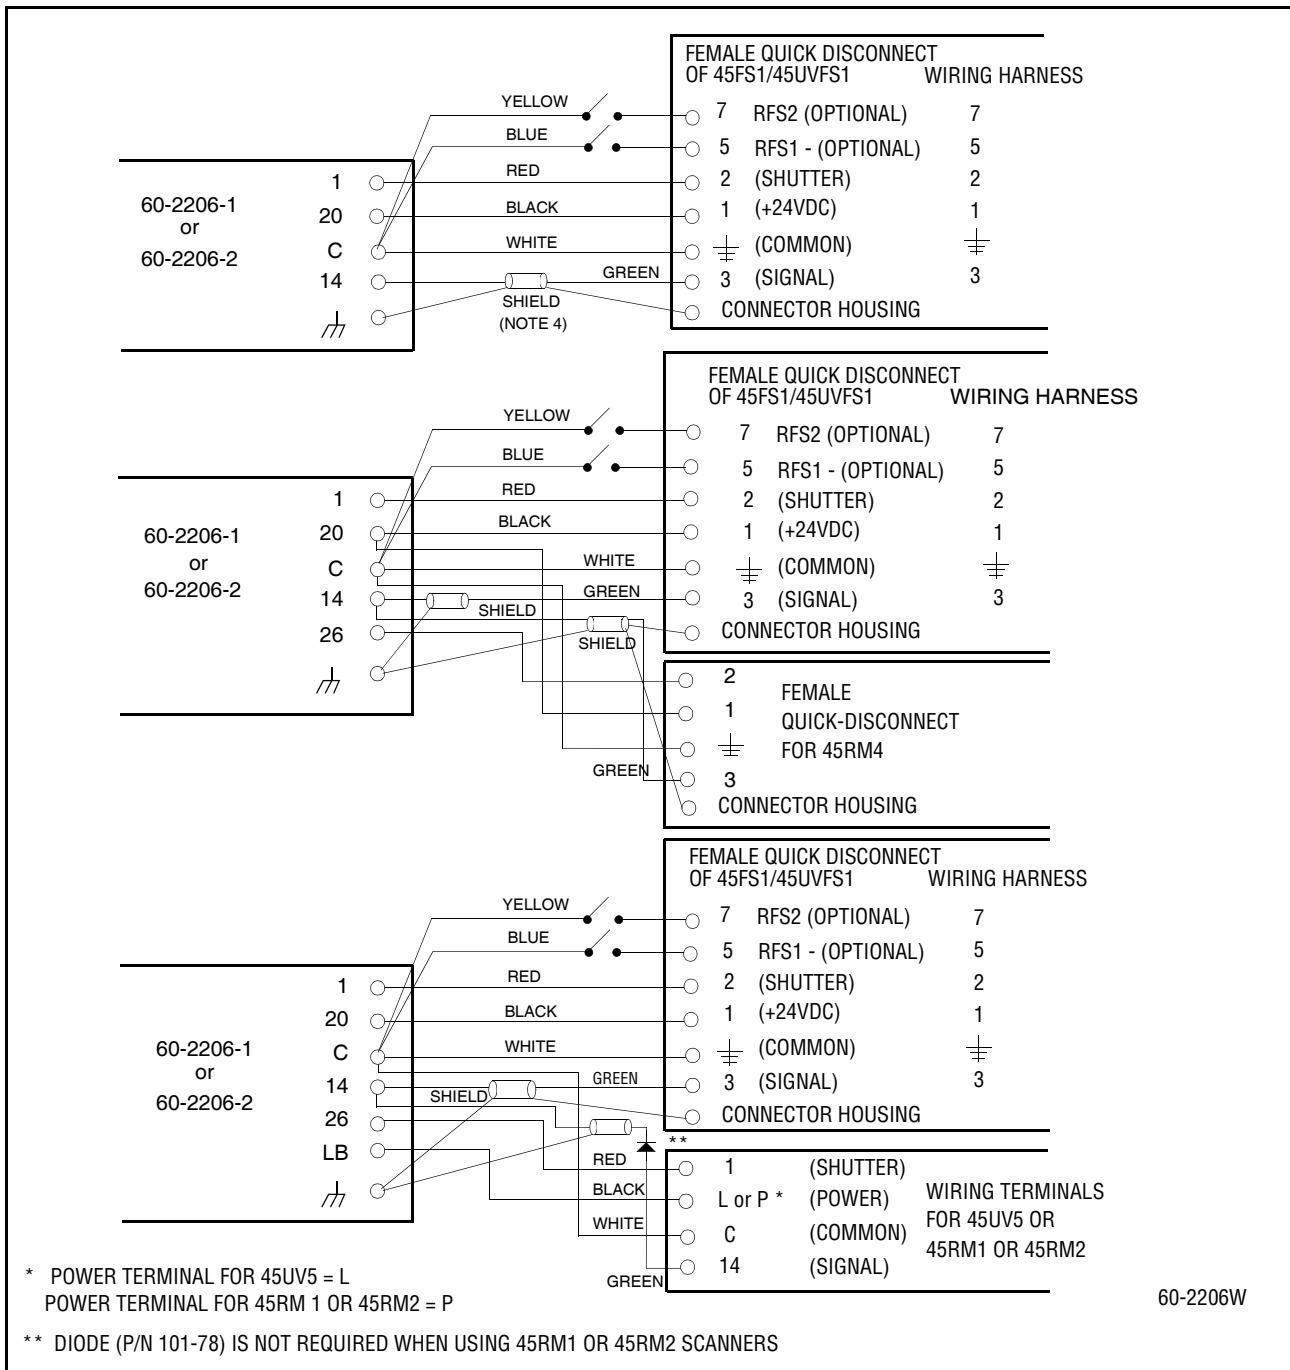 FEMALE QUICK DISCONNECT
OF 45FS1/45UVFS1 WIRING HARNESS
YELLOW 7 RFS2 (OPTIONAL) 7
BLUE 5 RFS1 - (OPTIONAL) 5
1 RED 2 (SHUTTER) 2
60-2206-1
or
60-2206-2
20 BLACK 1 (+24VDC) 1
C WHITE (COMMON)
14 GREEN 3 (SIGNAL) 3
SHIELD
(NOTE 4)
CONNECTOR HOUSING
FEMALE QUICK DISCONNECT
OF 45FS1/45UVFS1 WIRING HARNESS
YELLOW 7 RFS2 (OPTIONAL) 7
BLUE 5 RFS1 - (OPTIONAL) 5
1 RED 2 (SHUTTER) 2
60-2206-1
or
60-2206-2
20 BLACK 1 (+24VDC) 1
C WHITE (COMMON)
14 GREEN 3 (SIGNAL) 3
SHIELD
26 CONNECTOR HOUSING
SHIELD
2
1
FEMALE
QUICK-DISCONNECT
FOR 45RM4
GREEN 3
CONNECTOR HOUSING
FEMALE QUICK DISCONNECT
OF 45FS1/45UVFS1 WIRING HARNESS
YELLOW 7 RFS2 (OPTIONAL) 7
BLUE 5 RFS1 - (OPTIONAL) 5
1 RED 2 (SHUTTER) 2
20 BLACK 1 (+24VDC) 1
60-2206-1
or
60-2206-2
C WHITE (COMMON)
14 GREEN 3 (SIGNAL) 3
SHIELD
26 CONNECTOR HOUSING
**
LB
RED 1 (SHUTTER)
BLACK L or P * (POWER)
WHITE C (COMMON)
GREEN 14 (SIGNAL)
WIRING TERMINALS
FOR 45UV5 OR
45RM1 OR 45RM2
* POWER TERMINAL FOR 45UV5 = L
POWER TERMINAL FOR 45RM 1 OR 45RM2 = P
60-2206W
** DIODE (P/N 101-78) IS NOT REQUIRED WHEN USING 45RM1 OR 45RM2 SCANNERS